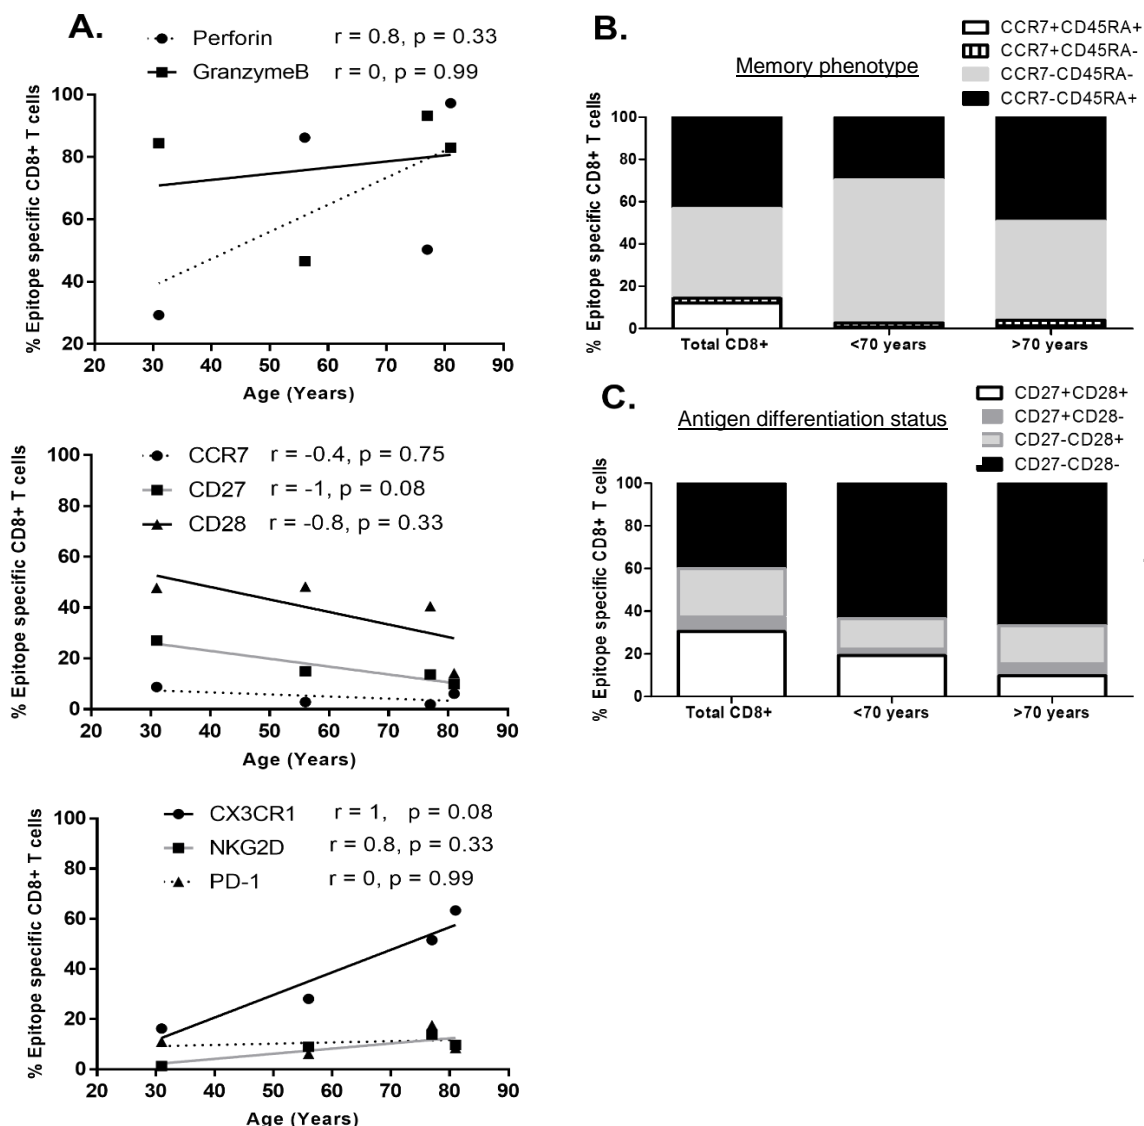 A.
Perforin r = 0.8, p = 0.33
GranzymeB r = 0, p = 0.99
% Epitope specific CD8+ T cells
100
80
60
40
20
20 30 40 50 60 70 80 90
Age (Years)
CCR7 r = -0.4, p = 0.75
CD27 r = -1, p = 0.08
CD28 r = -0.8, p = 0.33
% Epitope specific CD8+ T cells
100
80
60
40
20
0
20 30 40 50 60 70 80 90
Age (Years)
CX3CR1 r = 1, p = 0.08
NKG2D r = 0.8, p = 0.33
PD-1 r = 0, p = 0.99
% Epitope specific CD8+ T cells
100
80
60
40
20
0
20 30 40 50 60 70 80 90
Age (Years)
B.
Memory phenotype
CCR7+CD45RA+
CCR7+CD45RA-
CCR7-CD45RA-
CCR7-CD45RA+
% Epitope specific CD8+ T cells
100
80
60
40
20
0
Total CD8+ <70 years >70 years
C.
Antigen differentiation status
CD27+CD28+
CD27+CD28-
CD27-CD28+
CD27-CD28-
% Epitope specific CD8+ T cells
100
80
60
40
20
0
Total CD8+ <70 years >70 years